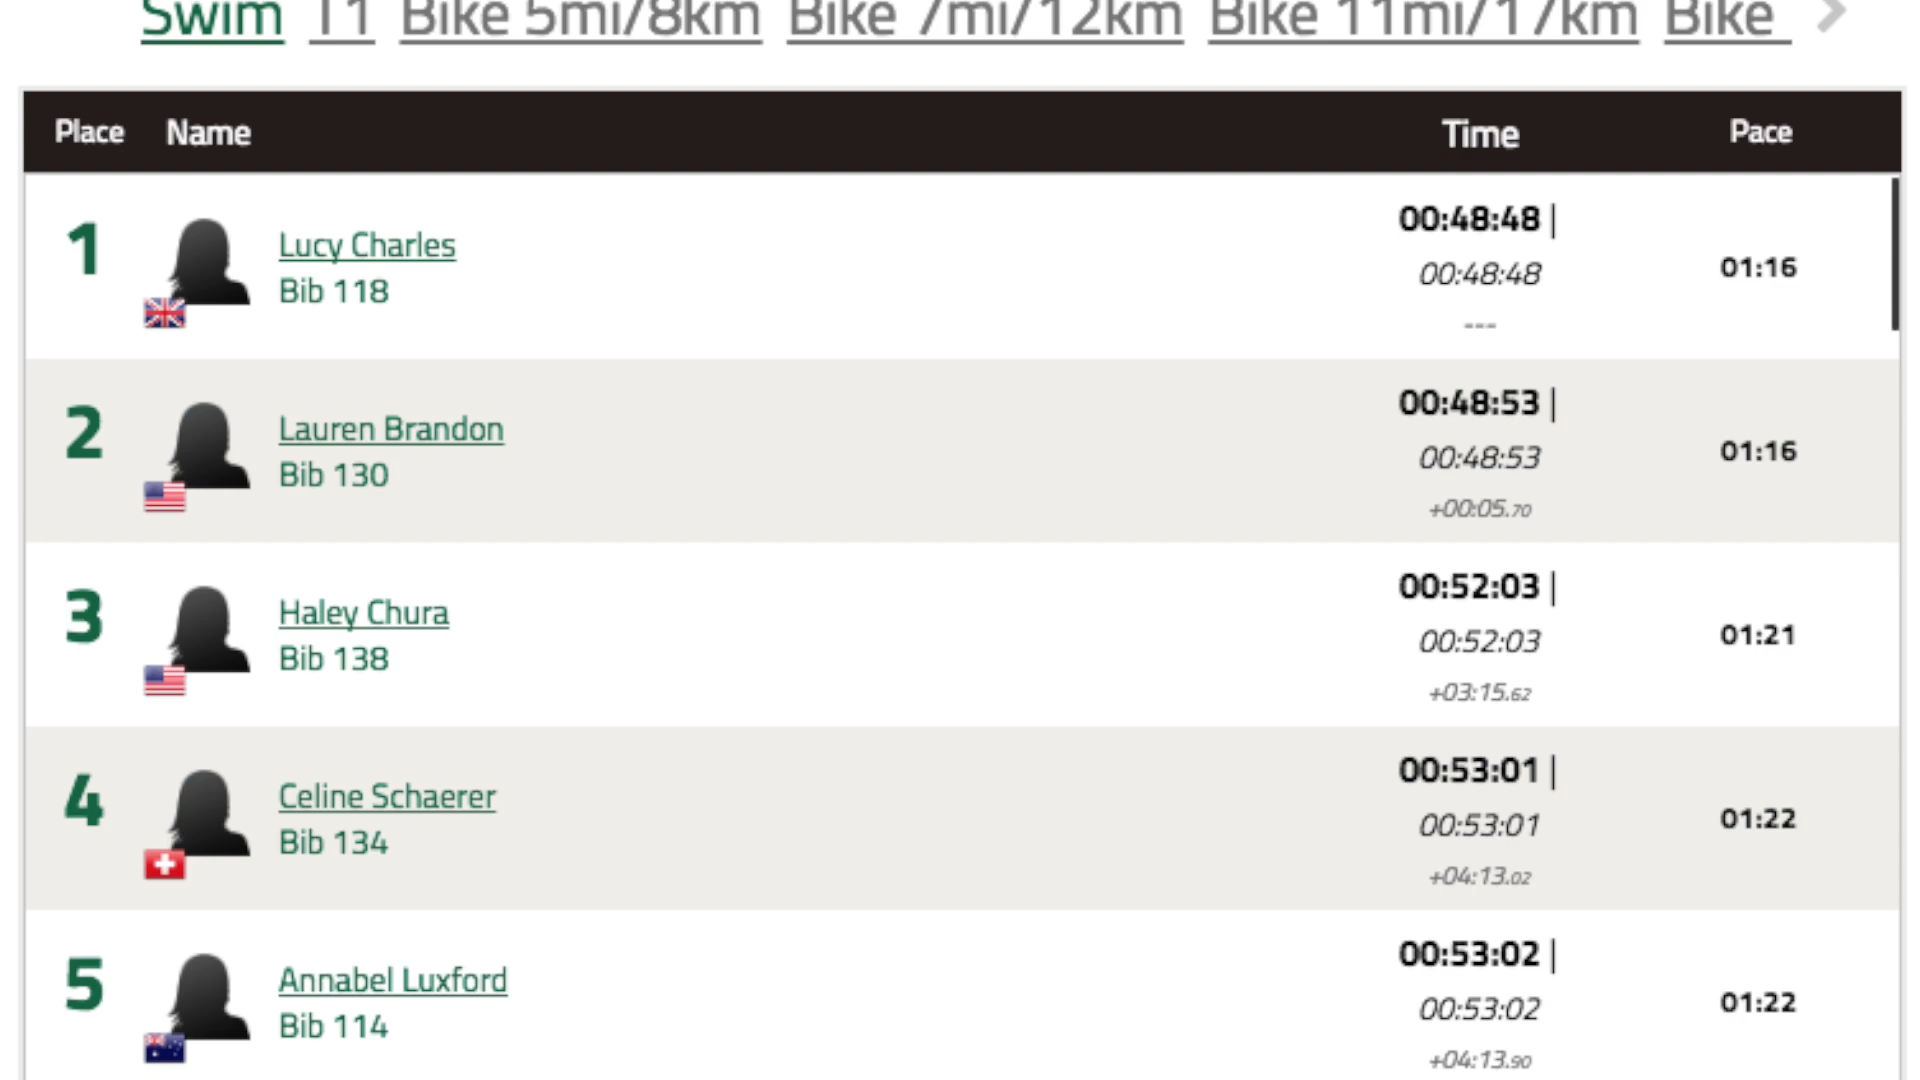 Swim T1 Bike 5mi/8km Bike 7mi/12km Bike 11mi/17km Bike
Place Name Time Pace
1 Lucy Charles 00:48:48 | 01:16
Bib 118 00:48:48
---
2 Lauren Brandon 00:48:53 | 01:16
Bib 130 00:48:53
+00:05.70
3 Haley Chura 00:52:03 | 01:21
Bib 138 00:52:03
+03:15.62
4 Celine Schaerer 00:53:01 | 01:22
Bib 134 00:53:01
+04:13.02
5 Annabel Luxford 00:53:02 | 01:22
Bib 114 00:53:02
+04:13.90